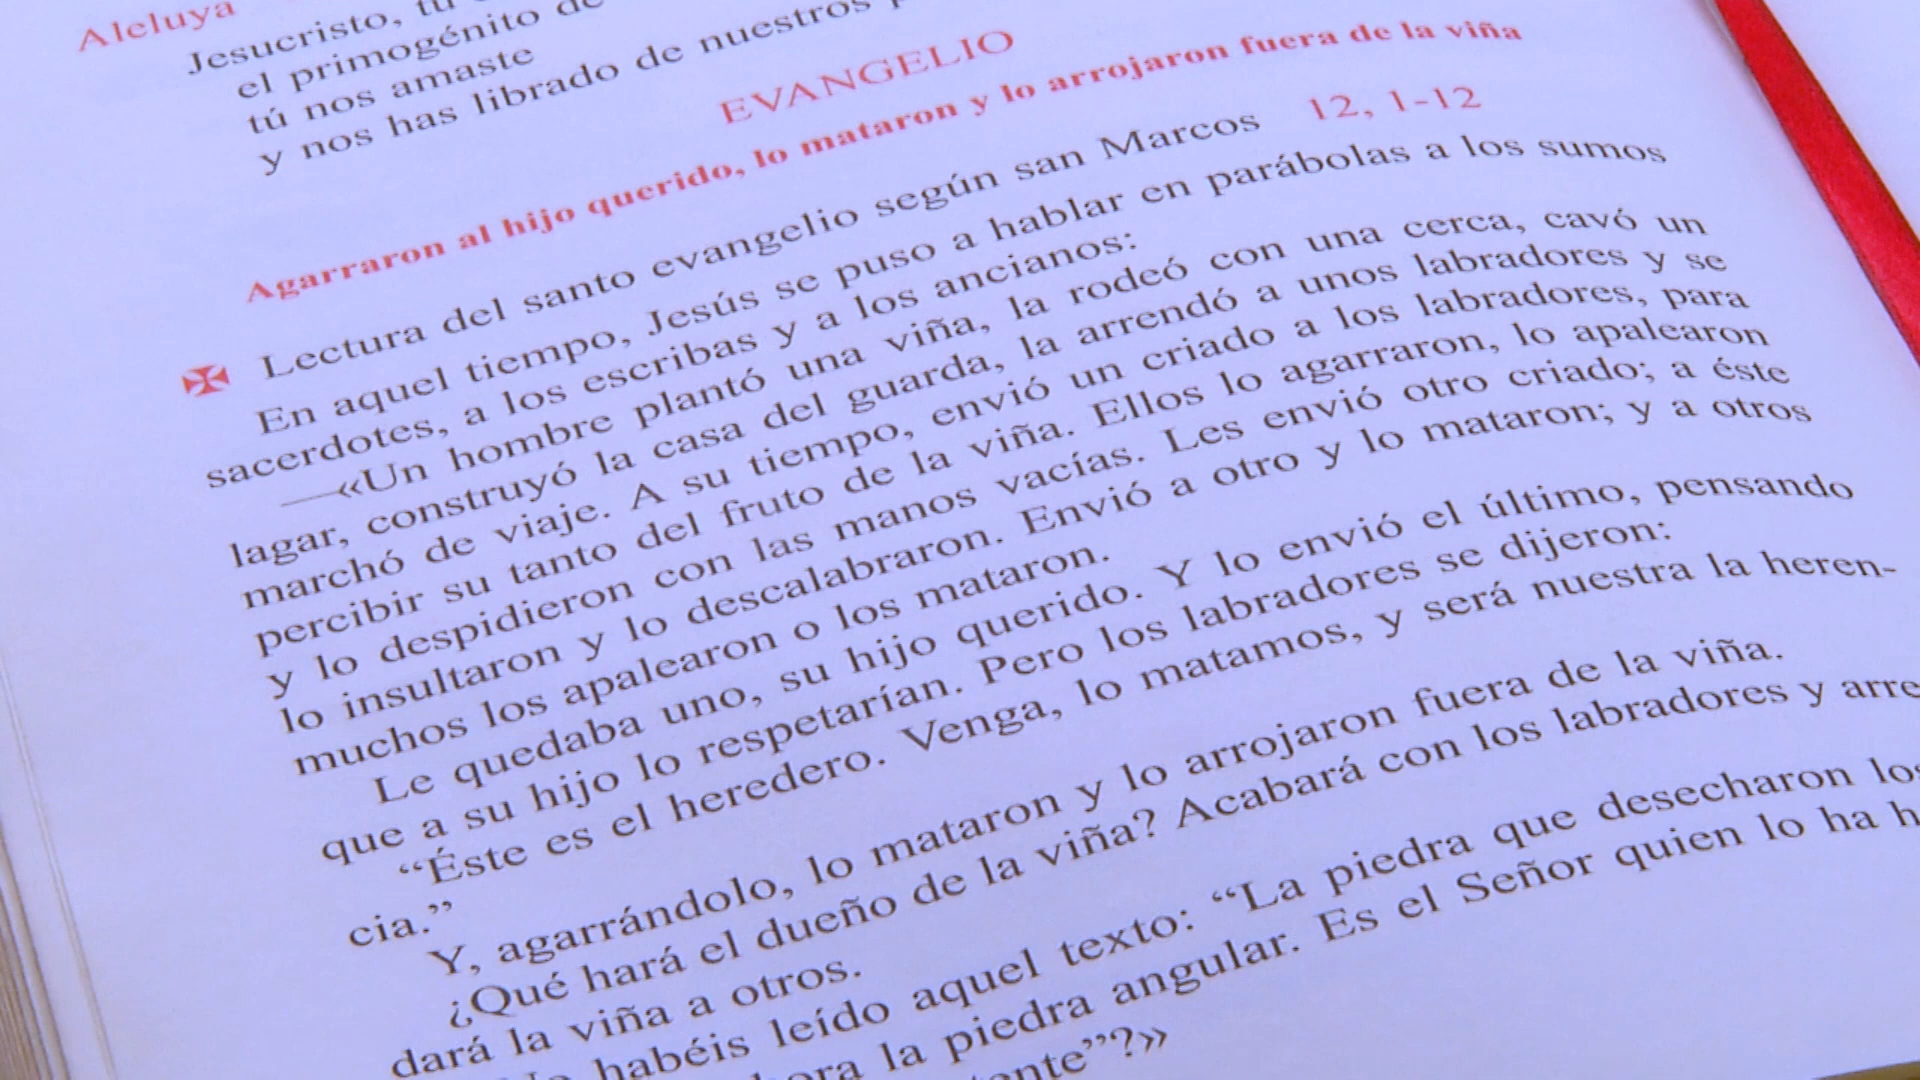 Aleluya
Jesucristo, tú
el primogénito de
tú nos amaste
y nos has librado de nuestros
EVANGELIO
Agarraron al hijo querido, lo mataron y lo arrojaron fuera de la viña
✠ Lectura del santo evangelio según san Marcos 12, 1-12
En aquel tiempo, Jesús se puso a hablar en parábolas a los sumos
sacerdotes, a los escribas y a los ancianos:
—«Un hombre plantó una viña, la rodeó con una cerca, cavó un
lagar, construyó la casa del guarda, la arrendó a unos labradores y se
marchó de viaje. A su tiempo, envió un criado a los labradores, para
percibir su tanto del fruto de la viña. Ellos lo agarraron, lo apalearon
y lo despidieron con las manos vacías. Les envió otro criado; a éste
lo insultaron y lo descalabraron. Envió a otro y lo mataron; y a otros
muchos los apalearon o los mataron.
Le quedaba uno, su hijo querido. Y lo envió el último, pensando
que a su hijo lo respetarían. Pero los labradores se dijeron:
“Éste es el heredero. Venga, lo matamos, y será nuestra la heren-
cia.”
Y, agarrándolo, lo mataron y lo arrojaron fuera de la viña.
¿Qué hará el dueño de la viña? Acabará con los labradores y arre
dará la viña a otros.
habéis leído aquel texto: “La piedra que desecharon los
la piedra angular. Es el Señor quien lo ha h
ente”?»